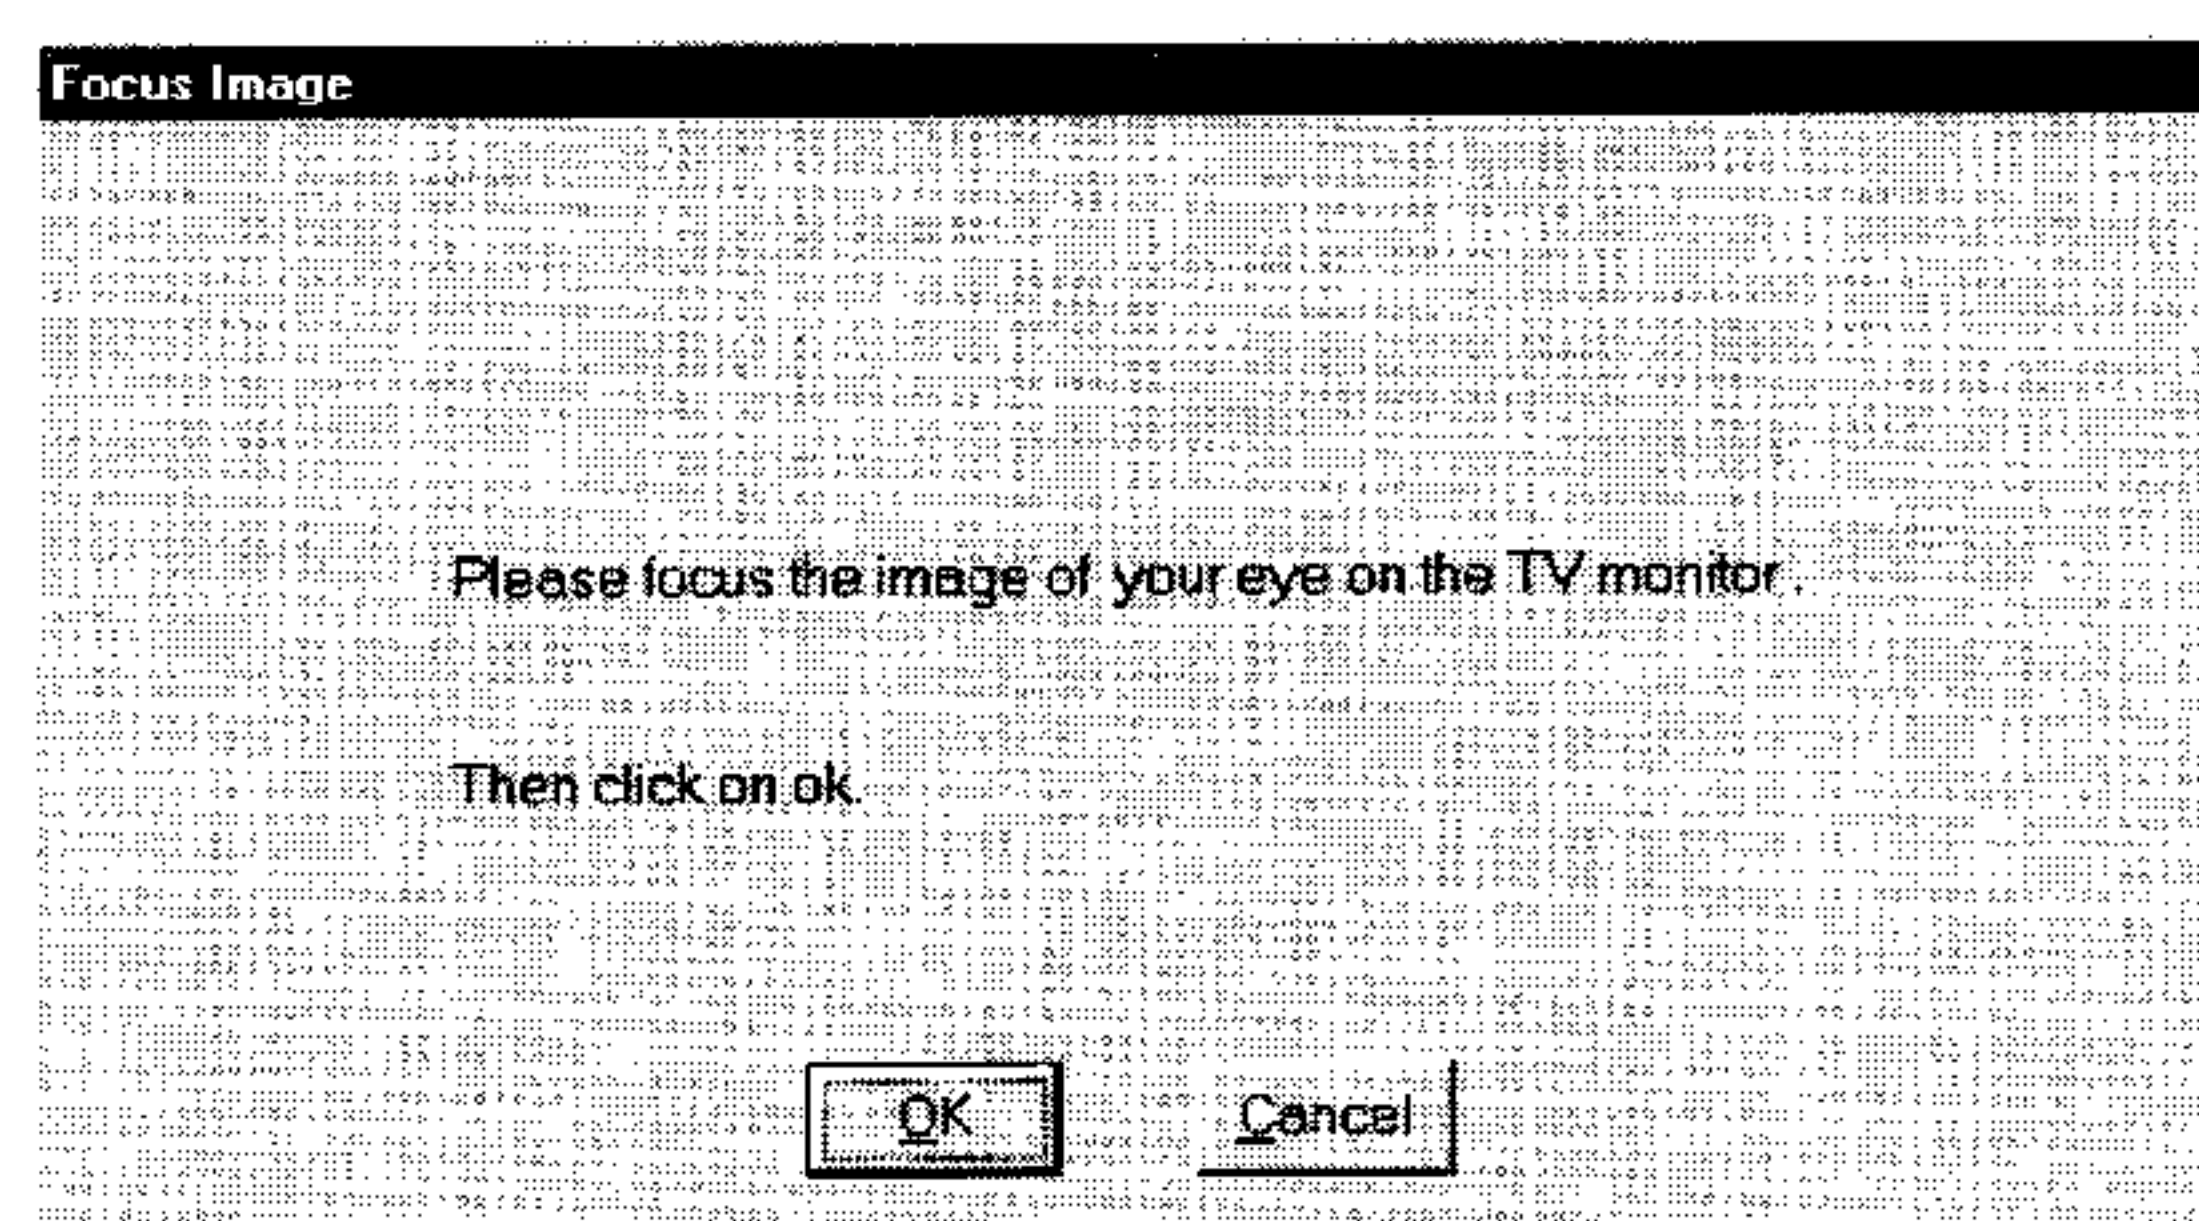 Focus Image
Please focus the image of your eye on the TV monitor.
Then click on ok.
OK Cancel